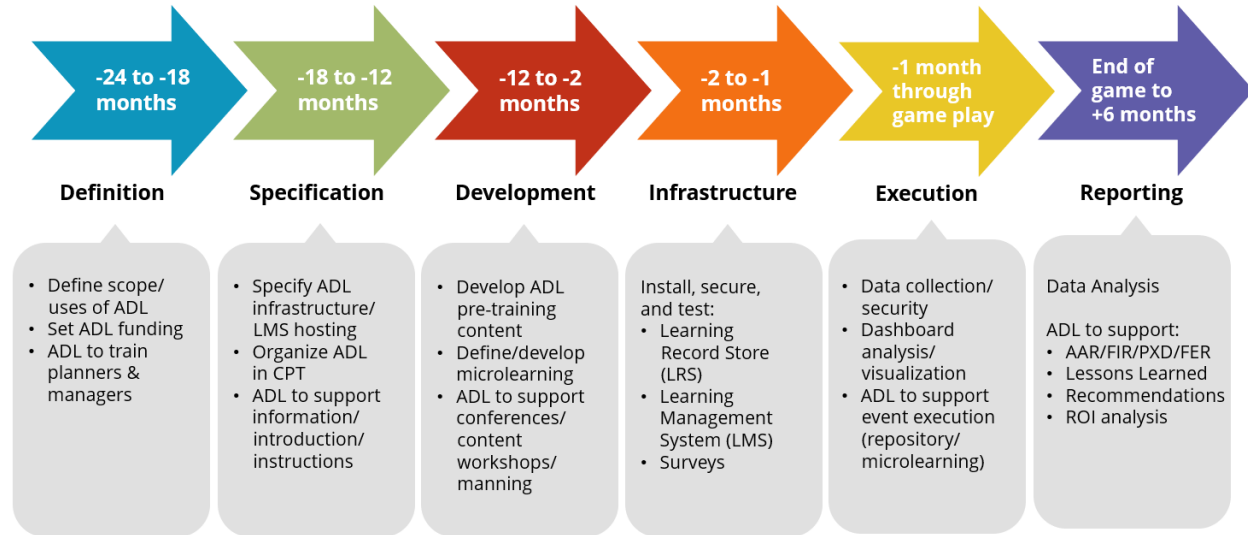 -24 to -18
months
-18 to -12
months
-12 to -2
months
-2 to -1
months
-1 month
through
game play
End of
game to
+6 months
Definition
Specification
Development
Infrastructure
Execution
Reporting
• Define scope/
uses of ADL
• Set ADL funding
• ADL to train
planners &
managers
• Specify ADL
infrastructure/
LMS hosting
• Organize ADL
in CPT
• ADL to support
information/
introduction/
instructions
• Develop ADL
pre-training
content
• Define/develop
microlearning
• ADL to support
conferences/
content
workshops/
manning
Install, secure,
and test:
• Learning
Record Store
(LRS)
• Learning
Management
System (LMS)
• Surveys
• Data collection/
security
• Dashboard
analysis/
visualization
• ADL to support
event execution
(repository/
microlearning)
Data Analysis
ADL to support:
• AAR/FIR/PXD/FER
• Lessons Learned
• Recommendations
• ROI analysis